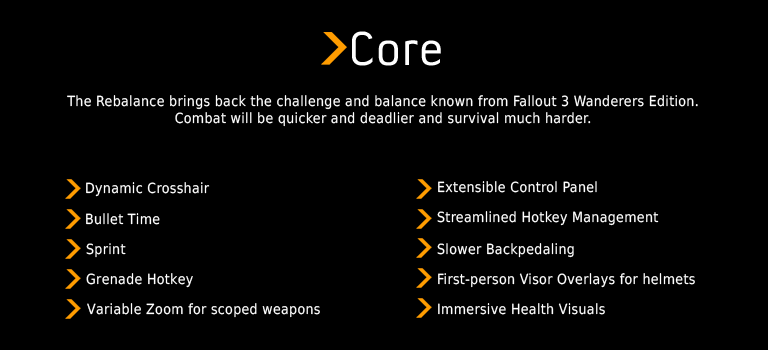 Core
The Rebalance brings back the challenge and balance known from Fallout 3 Wanderers Edition.
Combat will be quicker and deadlier and survival much harder.
Dynamic Crosshair
Bullet Time
Sprint
Grenade Hotkey
Variable Zoom for scoped weapons
Extensible Control Panel
Streamlined Hotkey Management
Slower Backpedaling
First-person Visor Overlays for helmets
Immersive Health Visuals